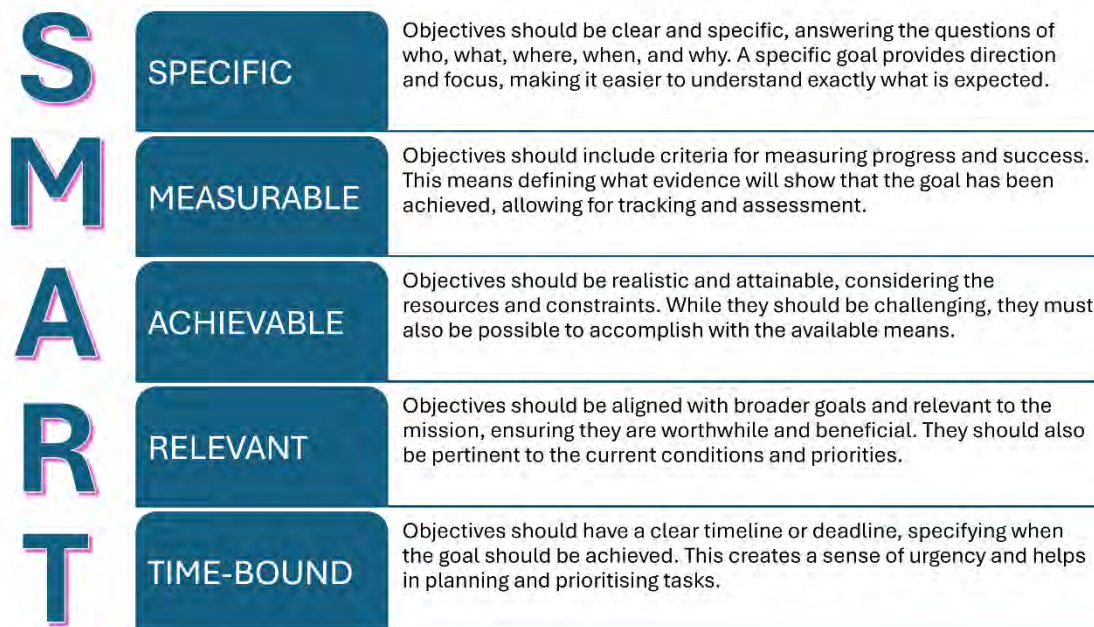 S
SPECIFIC
Objectives should be clear and specific, answering the questions of
who, what, where, when, and why. A specific goal provides direction
and focus, making it easier to understand exactly what is expected.
M
MEASURABLE
Objectives should include criteria for measuring progress and success.
This means defining what evidence will show that the goal has been
achieved, allowing for tracking and assessment.
A
ACHIEVABLE
Objectives should be realistic and attainable, considering the
resources and constraints. While they should be challenging, they must
also be possible to accomplish with the available means.
R
RELEVANT
Objectives should be aligned with broader goals and relevant to the
mission, ensuring they are worthwhile and beneficial. They should also
be pertinent to the current conditions and priorities.
T
TIME-BOUND
Objectives should have a clear timeline or deadline, specifying when
the goal should be achieved. This creates a sense of urgency and helps
in planning and prioritising tasks.